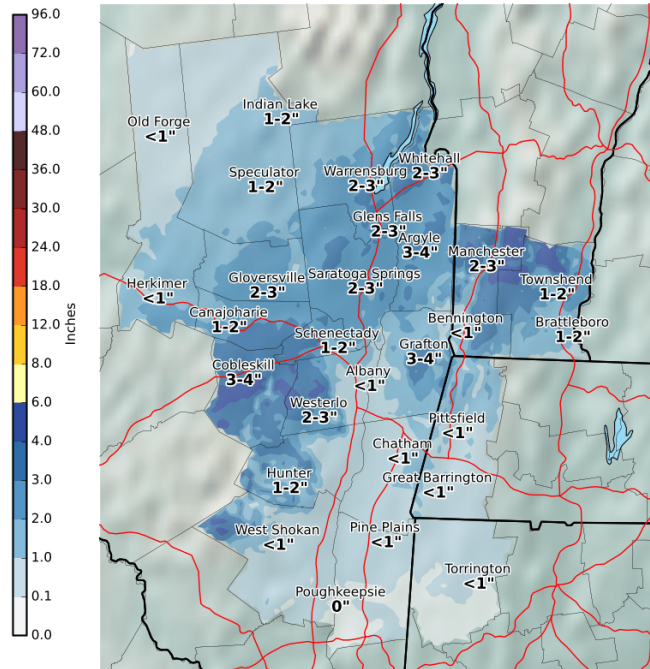 96.0
72.0
60.0
48.0
36.0
30.0
24.0
18.0
12.0
8.0
6.0
4.0
3.0
2.0
1.0
0.1
0.0
Inches
Old Forge
<1"
Indian Lake
1-2"
Speculator
1-2"
Warrensburg
2-3"
Whitehall
2-3"
Glens Falls
2-3"
Argyle
3-4"
Manchester
2-3"
Townshend
1-2"
Herkimer
<1"
Gloversville
2-3"
Saratoga Springs
2-3"
Canajoharie
1-2"
Schenectady
1-2"
Bennington
<1"
Brattleboro
1-2"
Grafton
3-4"
Cobleskill
3-4"
Albany
<1"
Westerlo
2-3"
Pittsfield
<1"
Chatham
<1"
Hunter
1-2"
Great Barrington
<1"
West Shokan
<1"
Pine Plains
<1"
Torrington
<1"
Poughkeepsie
0"